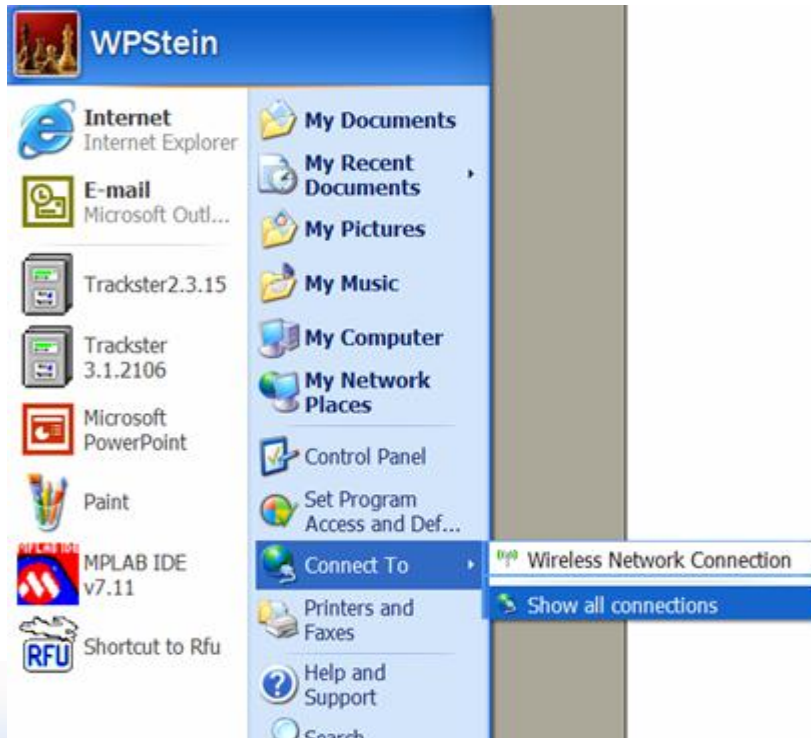 WPStein
Internet
Internet Explorer
E-mail
Microsoft Outl...
Trackster2.3.15
Trackster
3.1.2106
Microsoft
PowerPoint
Paint
MPLAB IDE
MPLAB IDE
v7.11
RFU
Shortcut to Rfu
My Documents
My Recent
Documents
My Pictures
My Music
My Computer
My Network
Places
Control Panel
Set Program
Access and Def...
Connect To
Printers and
Faxes
Help and
Support
Search
Wireless Network Connection
Show all connections